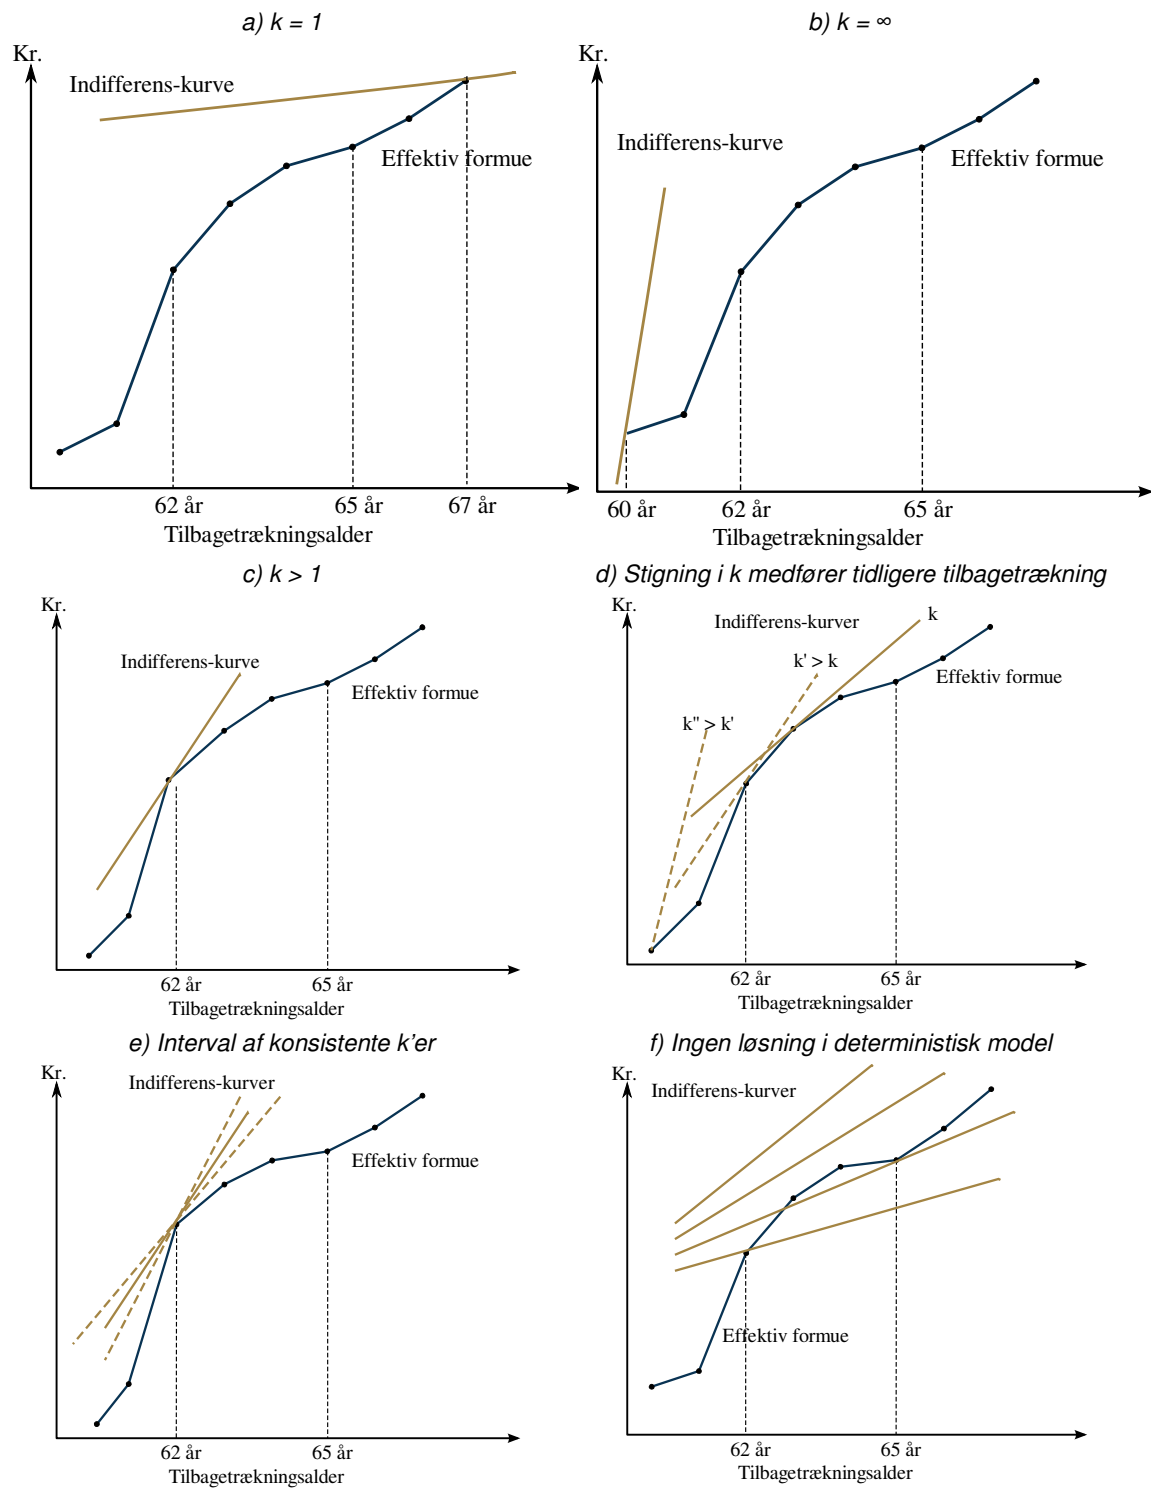 a) k = 1
Kr.
Indifferens-kurve
Effektiv formue
62 år
65 år
67 år
Tilbagetrækningsalder
b) k = ∞
Kr.
Indifferens-kurve
Effektiv formue
60 år
62 år
65 år
Tilbagetrækningsalder
c) k > 1
Kr.
Indifferens-kurve
Effektiv formue
62 år
65 år
Tilbagetrækningsalder
d) Stigning i k medfører tidligere tilbagetrækning
Kr.
Indifferens-kurver
k
k' > k
Effektiv formue
k" > k'
62 år
65 år
Tilbagetrækningsalder
e) Interval af konsistente k'er
Kr.
Indifferens-kurver
Effektiv formue
62 år
65 år
Tilbagetrækningsalder
f) Ingen løsning i deterministisk model
Kr.
Indifferens-kurver
Effektiv formue
62 år
65 år
Tilbagetrækningsalder